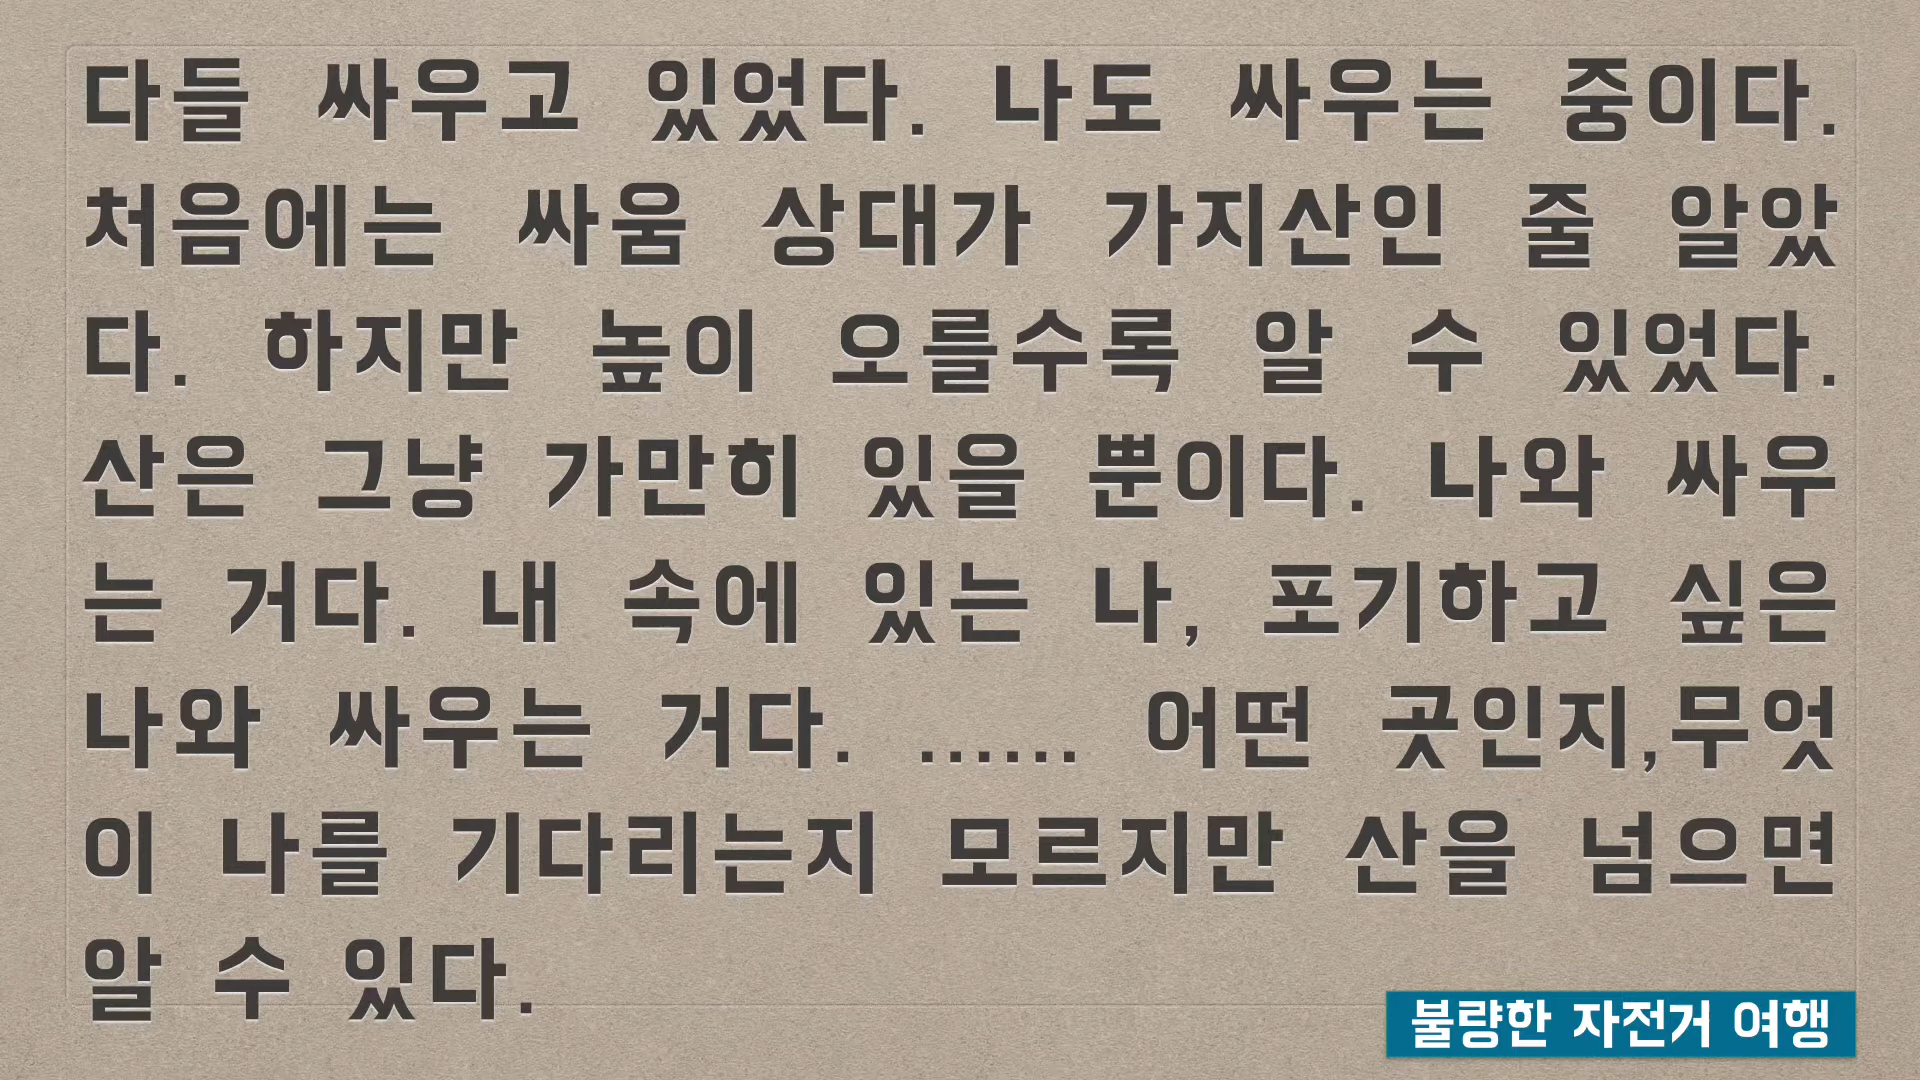 다들 싸우고 있었다. 나도 싸우는 중이다.
처음에는 싸움 상대가 가지산인 줄 알았
다. 하지만 높이 오를수록 알 수 있었다.
산은 그냥 가만히 있을 뿐이다. 나와 싸우
는 거다. 내 속에 있는 나, 포기하고 싶은
나와 싸우는 거다. ...... 어떤 곳인지,무엇
이 나를 기다리는지 모르지만 산을 넘으면
알 수 있다.
불량한 자전거 여행